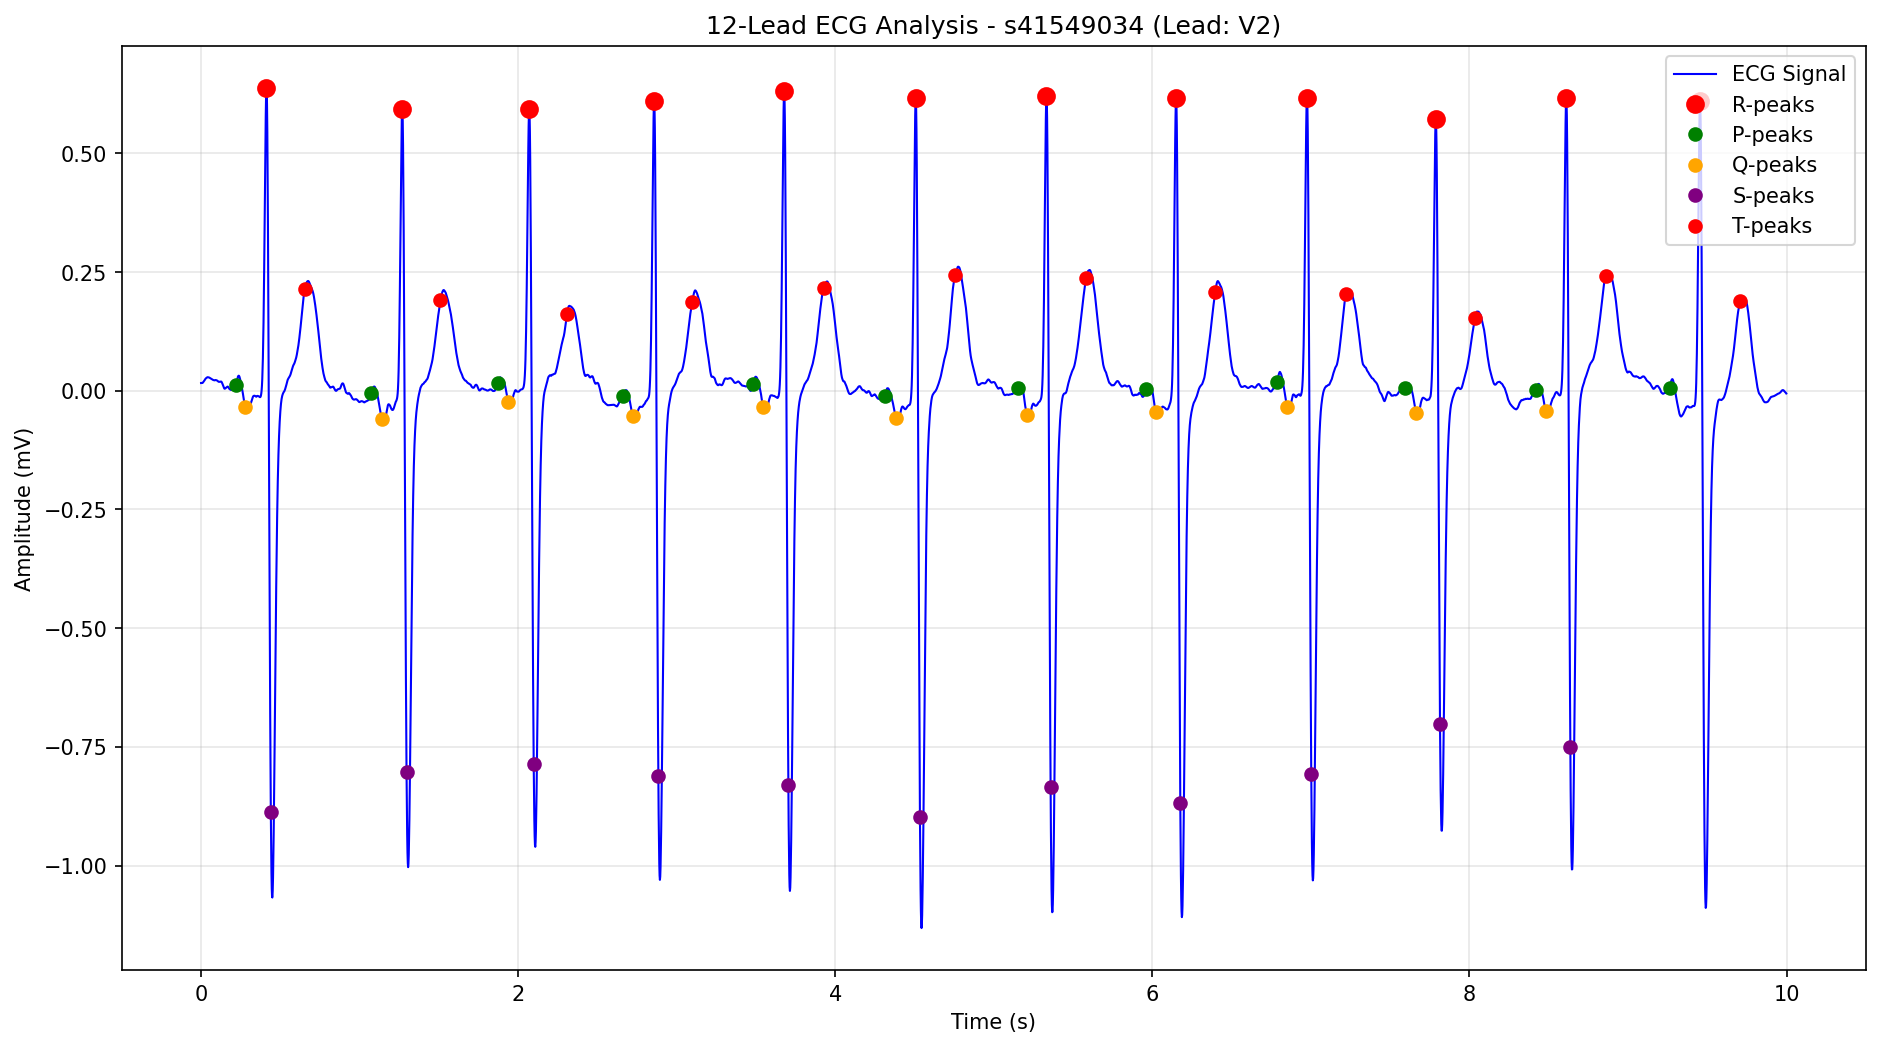 12-Lead ECG Analysis - s41549034 (Lead: V2)
ECG Signal
R-peaks
P-peaks
Q-peaks
S-peaks
T-peaks
Amplitude (mV)
0.50
0.25
0.00
−0.25
−0.50
−0.75
−1.00
0 2 4 6 8 10
Time (s)